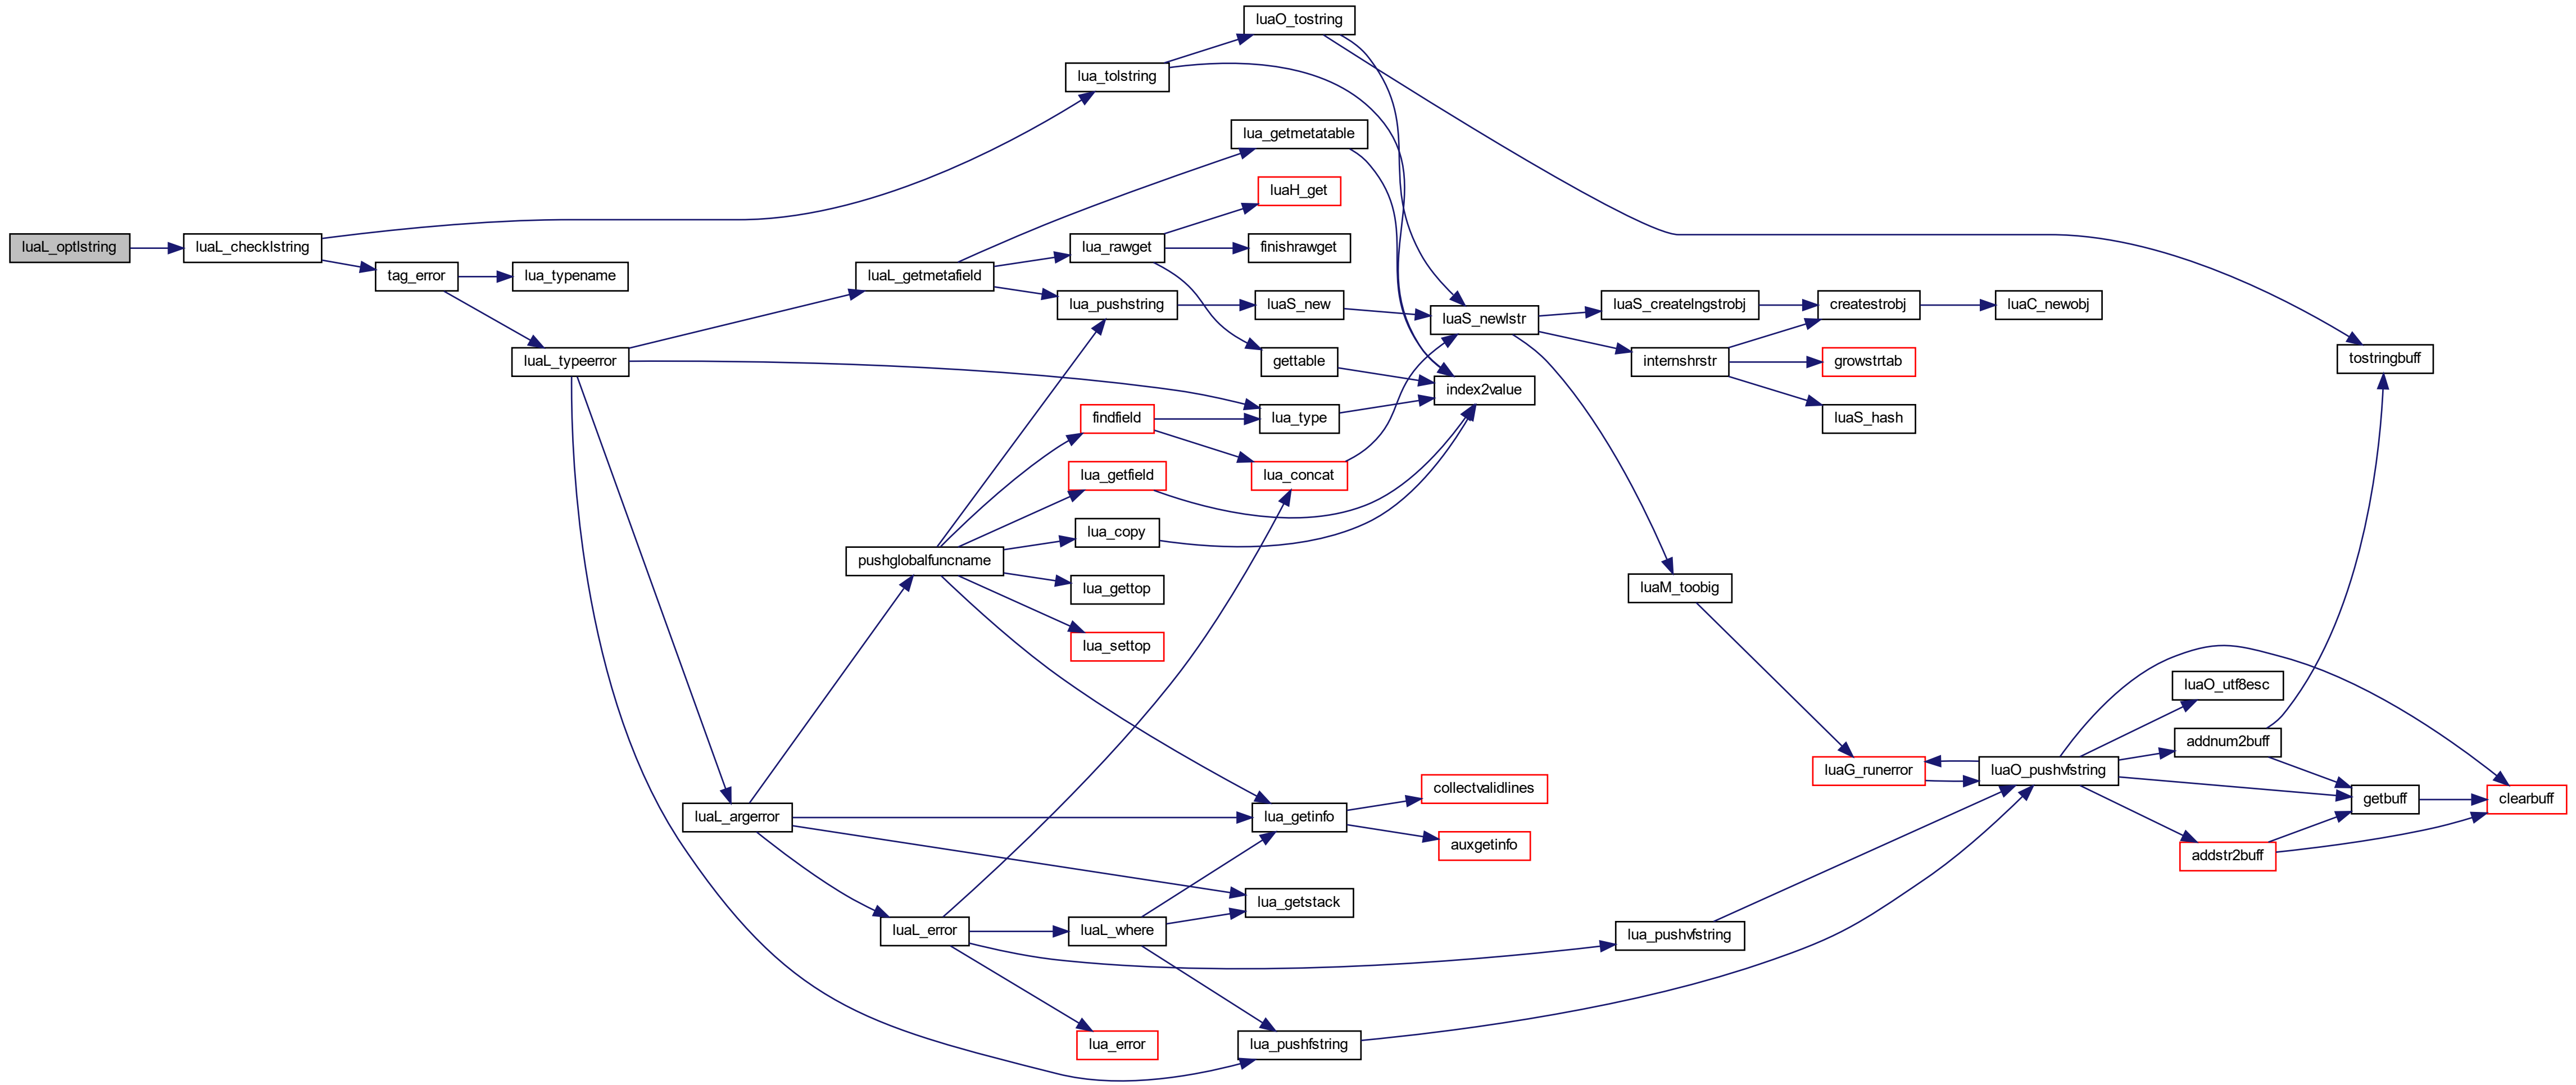 luaO_tostring
lua_tolstring
lua_getmetatable
luaH_get
luaL_optlstring
luaL_checklstring
lua_rawget
finishrawget
tag_error
lua_typename
luaL_getmetafield
lua_pushstring
luaS_new
luaS_newlstr
luaS_createlngstrobj
createstrobj
luaC_newobj
luaL_typeerror
gettable
internshrstr
growstrtab
tostringbuff
index2value
findfield
lua_type
luaS_hash
lua_getfield
lua_concat
lua_copy
pushglobalfuncname
lua_gettop
luaM_toobig
lua_settop
luaO_utf8esc
addnum2buff
luaG_runerror
luaO_pushvfstring
collectvalidlines
getbuff
clearbuff
luaL_argerror
lua_getinfo
auxgetinfo
addstr2buff
lua_getstack
luaL_error
luaL_where
lua_pushvfstring
lua_error
lua_pushfstring